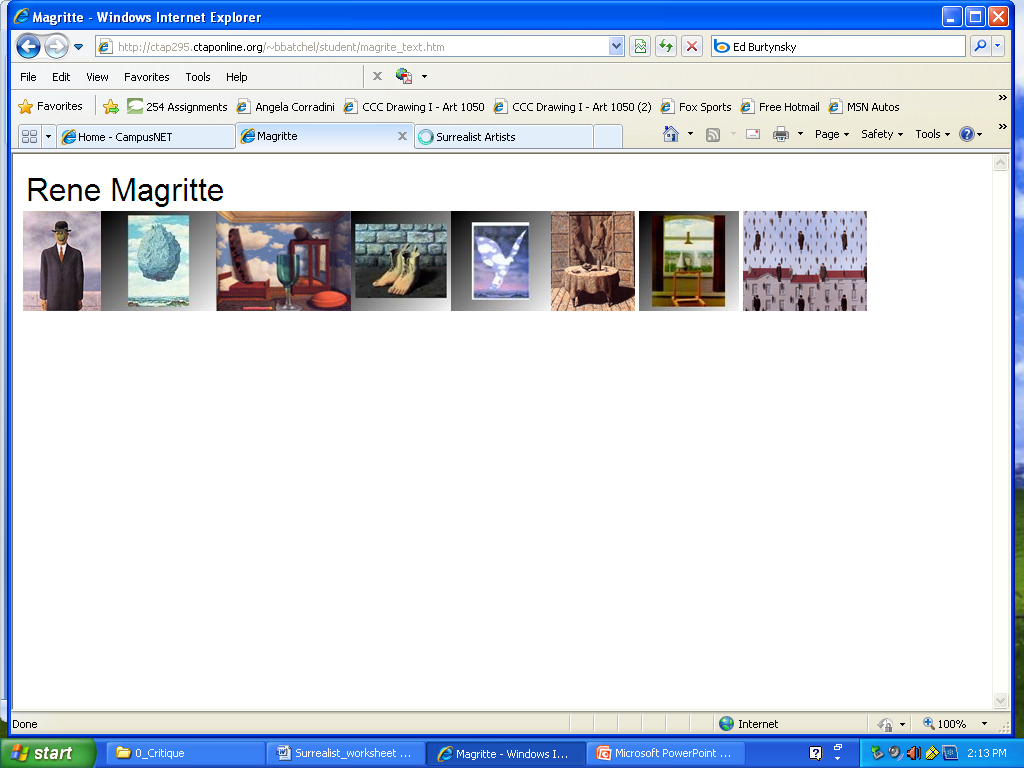 Magritte - Windows Internet Explorer
http://ctap295.ctaponline.org/~bbatchel/student/magrite_text.htm
Ed Burtynsky
File Edit View Favorites Tools Help
Favorites 254 Assignments Angela Corradini CCC Drawing I - Art 1050 CCC Drawing I - Art 1050 (2) Fox Sports Free Hotmail MSN Autos
Home - CampusNET Magritte Surrealist Artists Page Safety Tools
Rene Magritte
Done Internet 100%
start 0_Critique Surrealist_worksheet ... Magritte - Windows I... Microsoft PowerPoint ... 2:13 PM